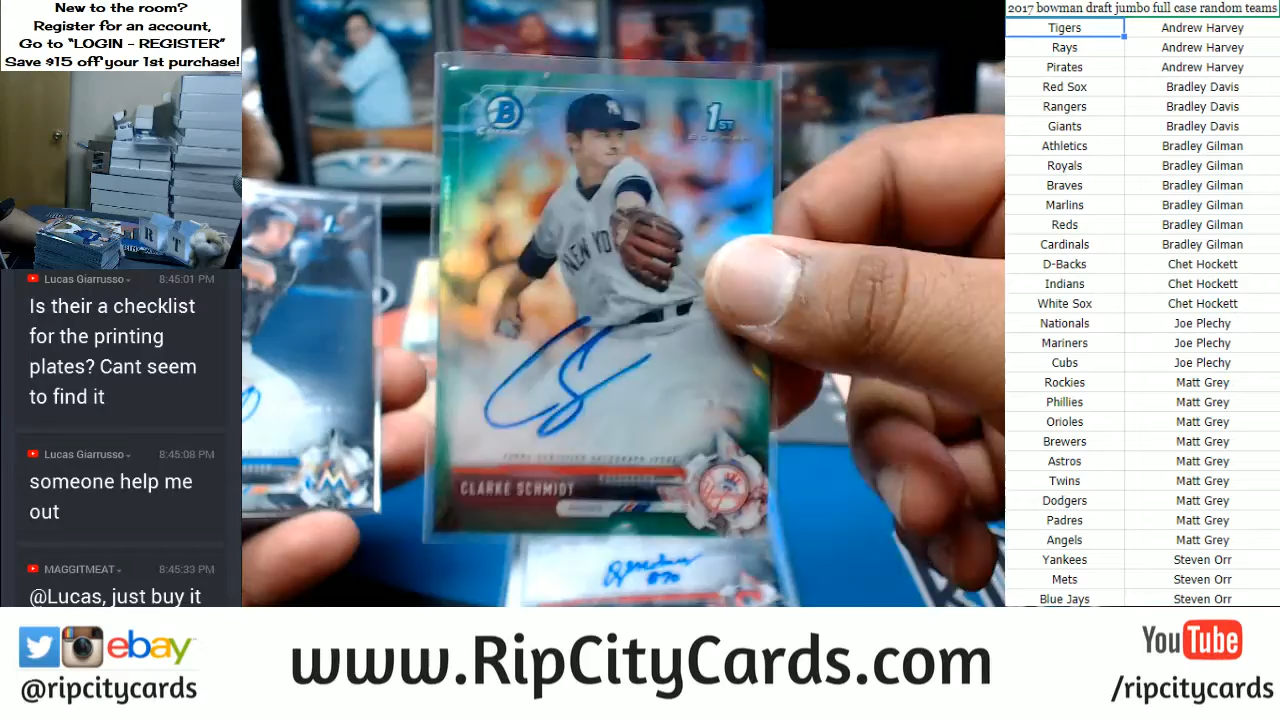 New to the room?
Register for an account,
Go to "LOGIN - REGISTER"
Save $15 off your 1st purchase!
Lucas Giarrusso 8:45:01 PM
Is their a checklist
for the printing
plates? Cant seem
to find it
Lucas Giarrusso 8:45:08 PM
someone help me
out
MAGGITMEAT 8:45:33 PM
@Lucas, just buy it
B
1ST
NEW YO
CLARKE SCHMIDT
2017 bowman draft jumbo full case random teams
Tigers Andrew Harvey
Rays Andrew Harvey
Pirates Andrew Harvey
Red Sox Bradley Davis
Rangers Bradley Davis
Giants Bradley Davis
Athletics Bradley Gilman
Royals Bradley Gilman
Braves Bradley Gilman
Marlins Bradley Gilman
Reds Bradley Gilman
Cardinals Bradley Gilman
D-Backs Chet Hockett
Indians Chet Hockett
White Sox Chet Hockett
Nationals Joe Plechy
Mariners Joe Plechy
Cubs Joe Plechy
Rockies Matt Grey
Phillies Matt Grey
Orioles Matt Grey
Brewers Matt Grey
Astros Matt Grey
Twins Matt Grey
Dodgers Matt Grey
Padres Matt Grey
Angels Matt Grey
Yankees Steven Orr
Mets Steven Orr
Blue Jays Steven Orr
ebay
@ripcitycards
www.RipCityCards.com
YouTube
/ripcitycards